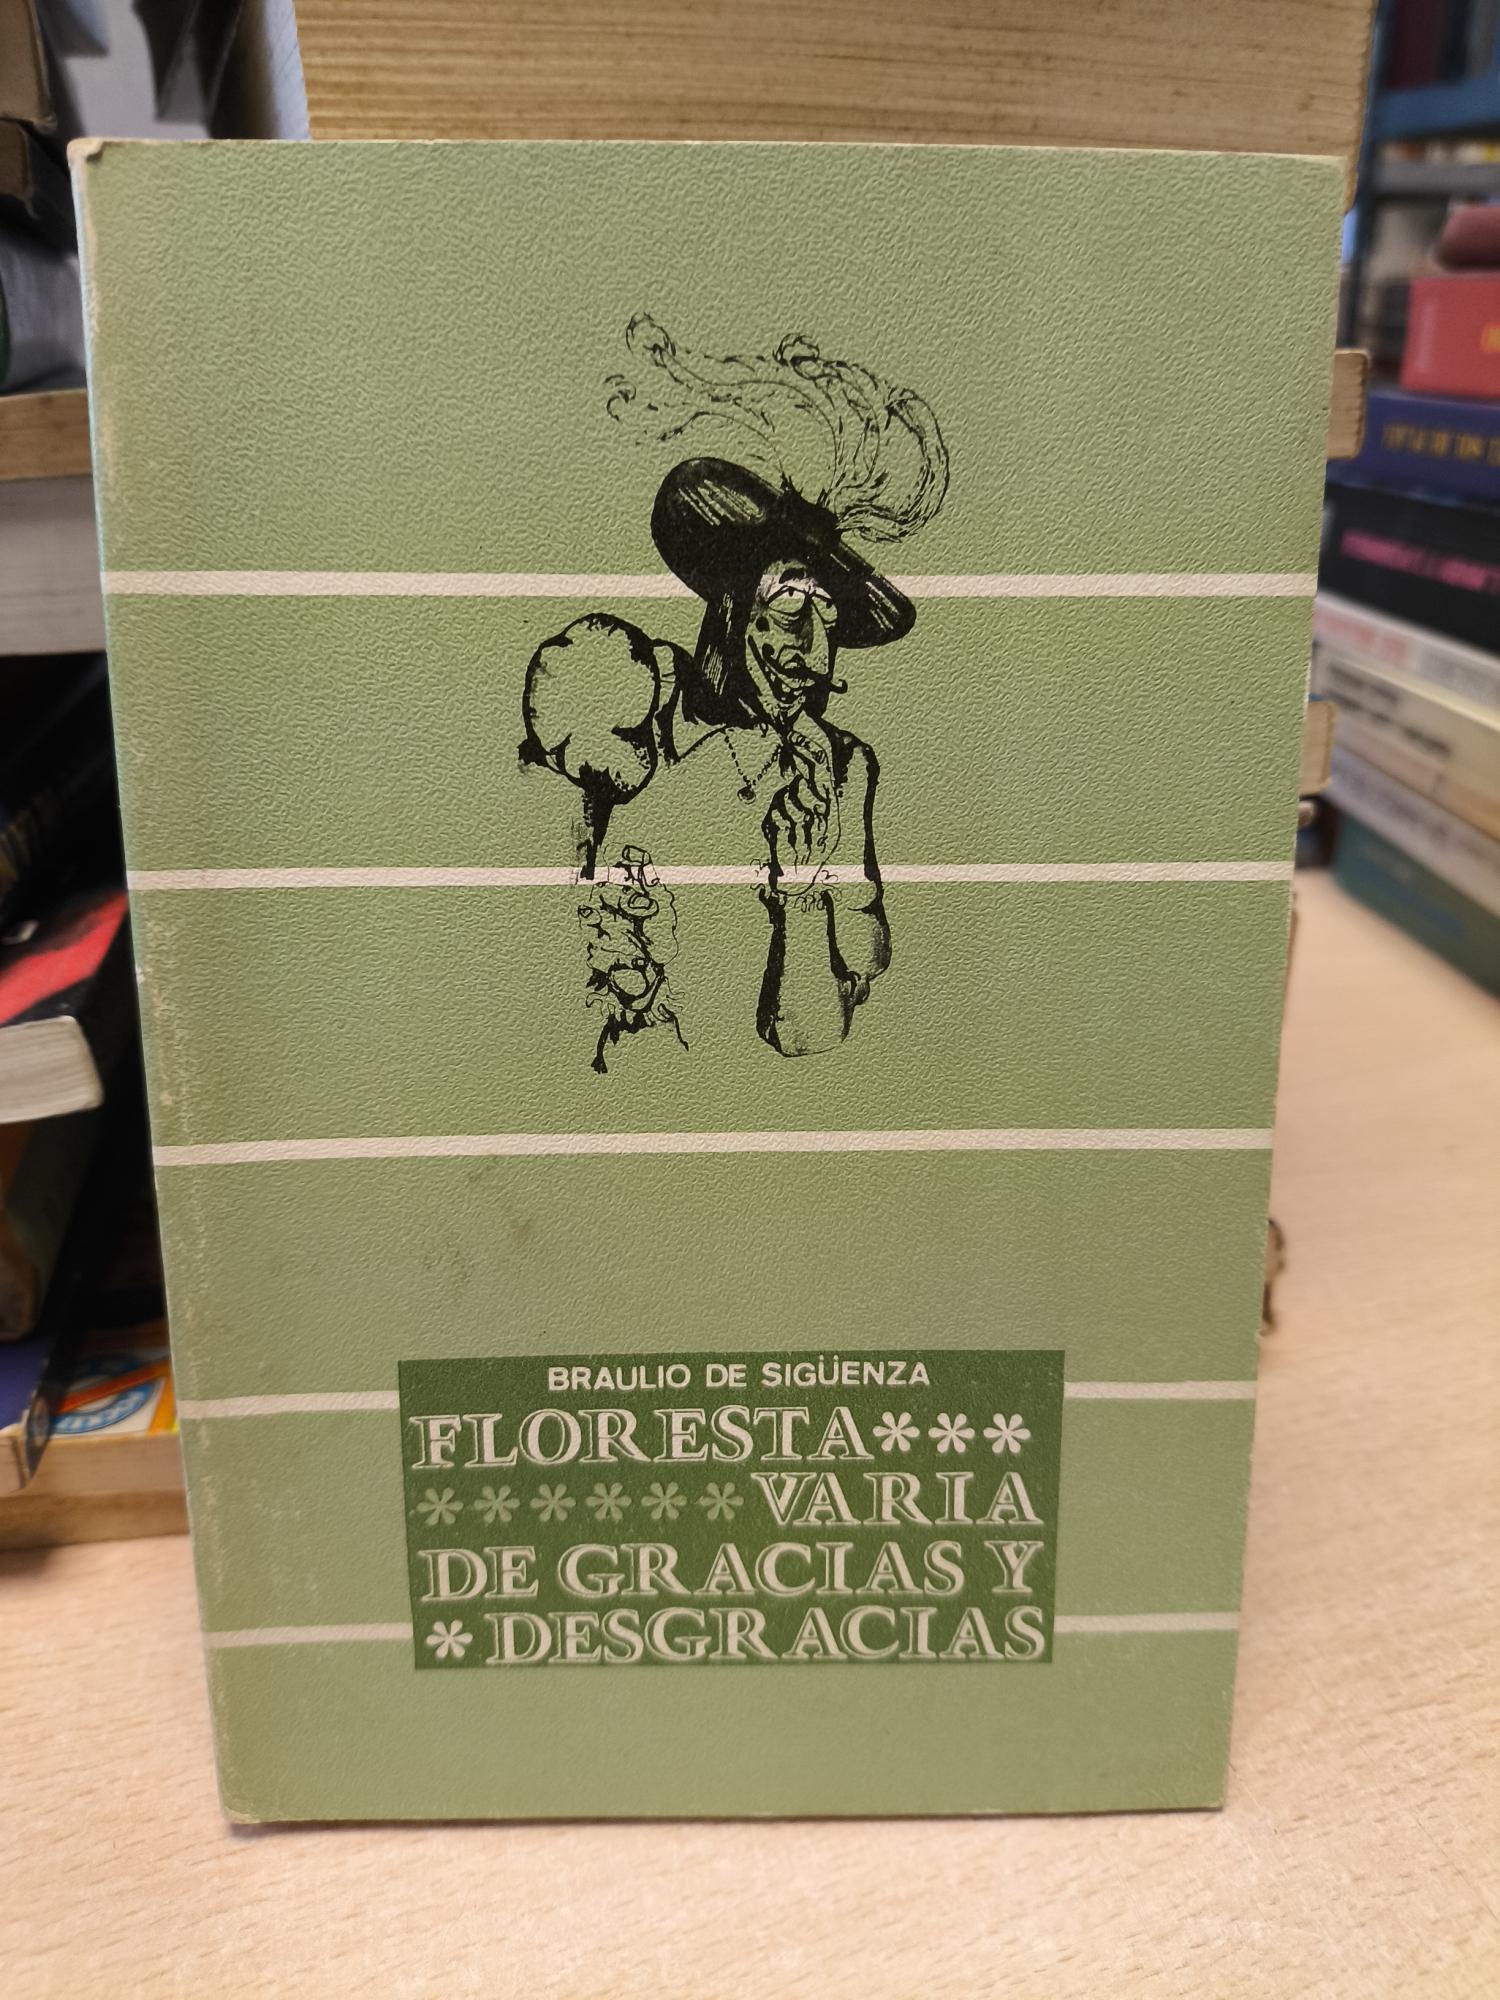 BRAULIO DE SIGÜENZA
FLORESTA***
******VARIA
DE GRACIAS Y
*DESGRACIAS